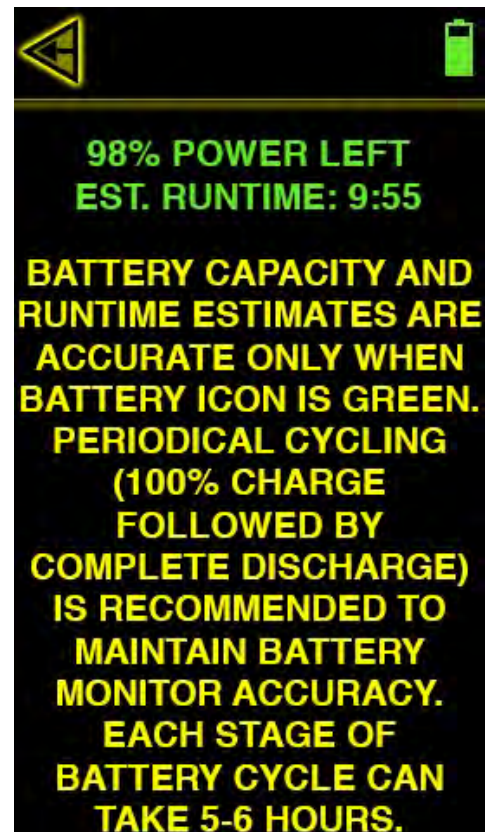 98% POWER LEFT
EST. RUNTIME: 9:55
BATTERY CAPACITY AND
RUNTIME ESTIMATES ARE
ACCURATE ONLY WHEN
BATTERY ICON IS GREEN.
PERIODICAL CYCLING
(100% CHARGE
FOLLOWED BY
COMPLETE DISCHARGE)
IS RECOMMENDED TO
MAINTAIN BATTERY
MONITOR ACCURACY.
EACH STAGE OF
BATTERY CYCLE CAN
TAKE 5-6 HOURS.